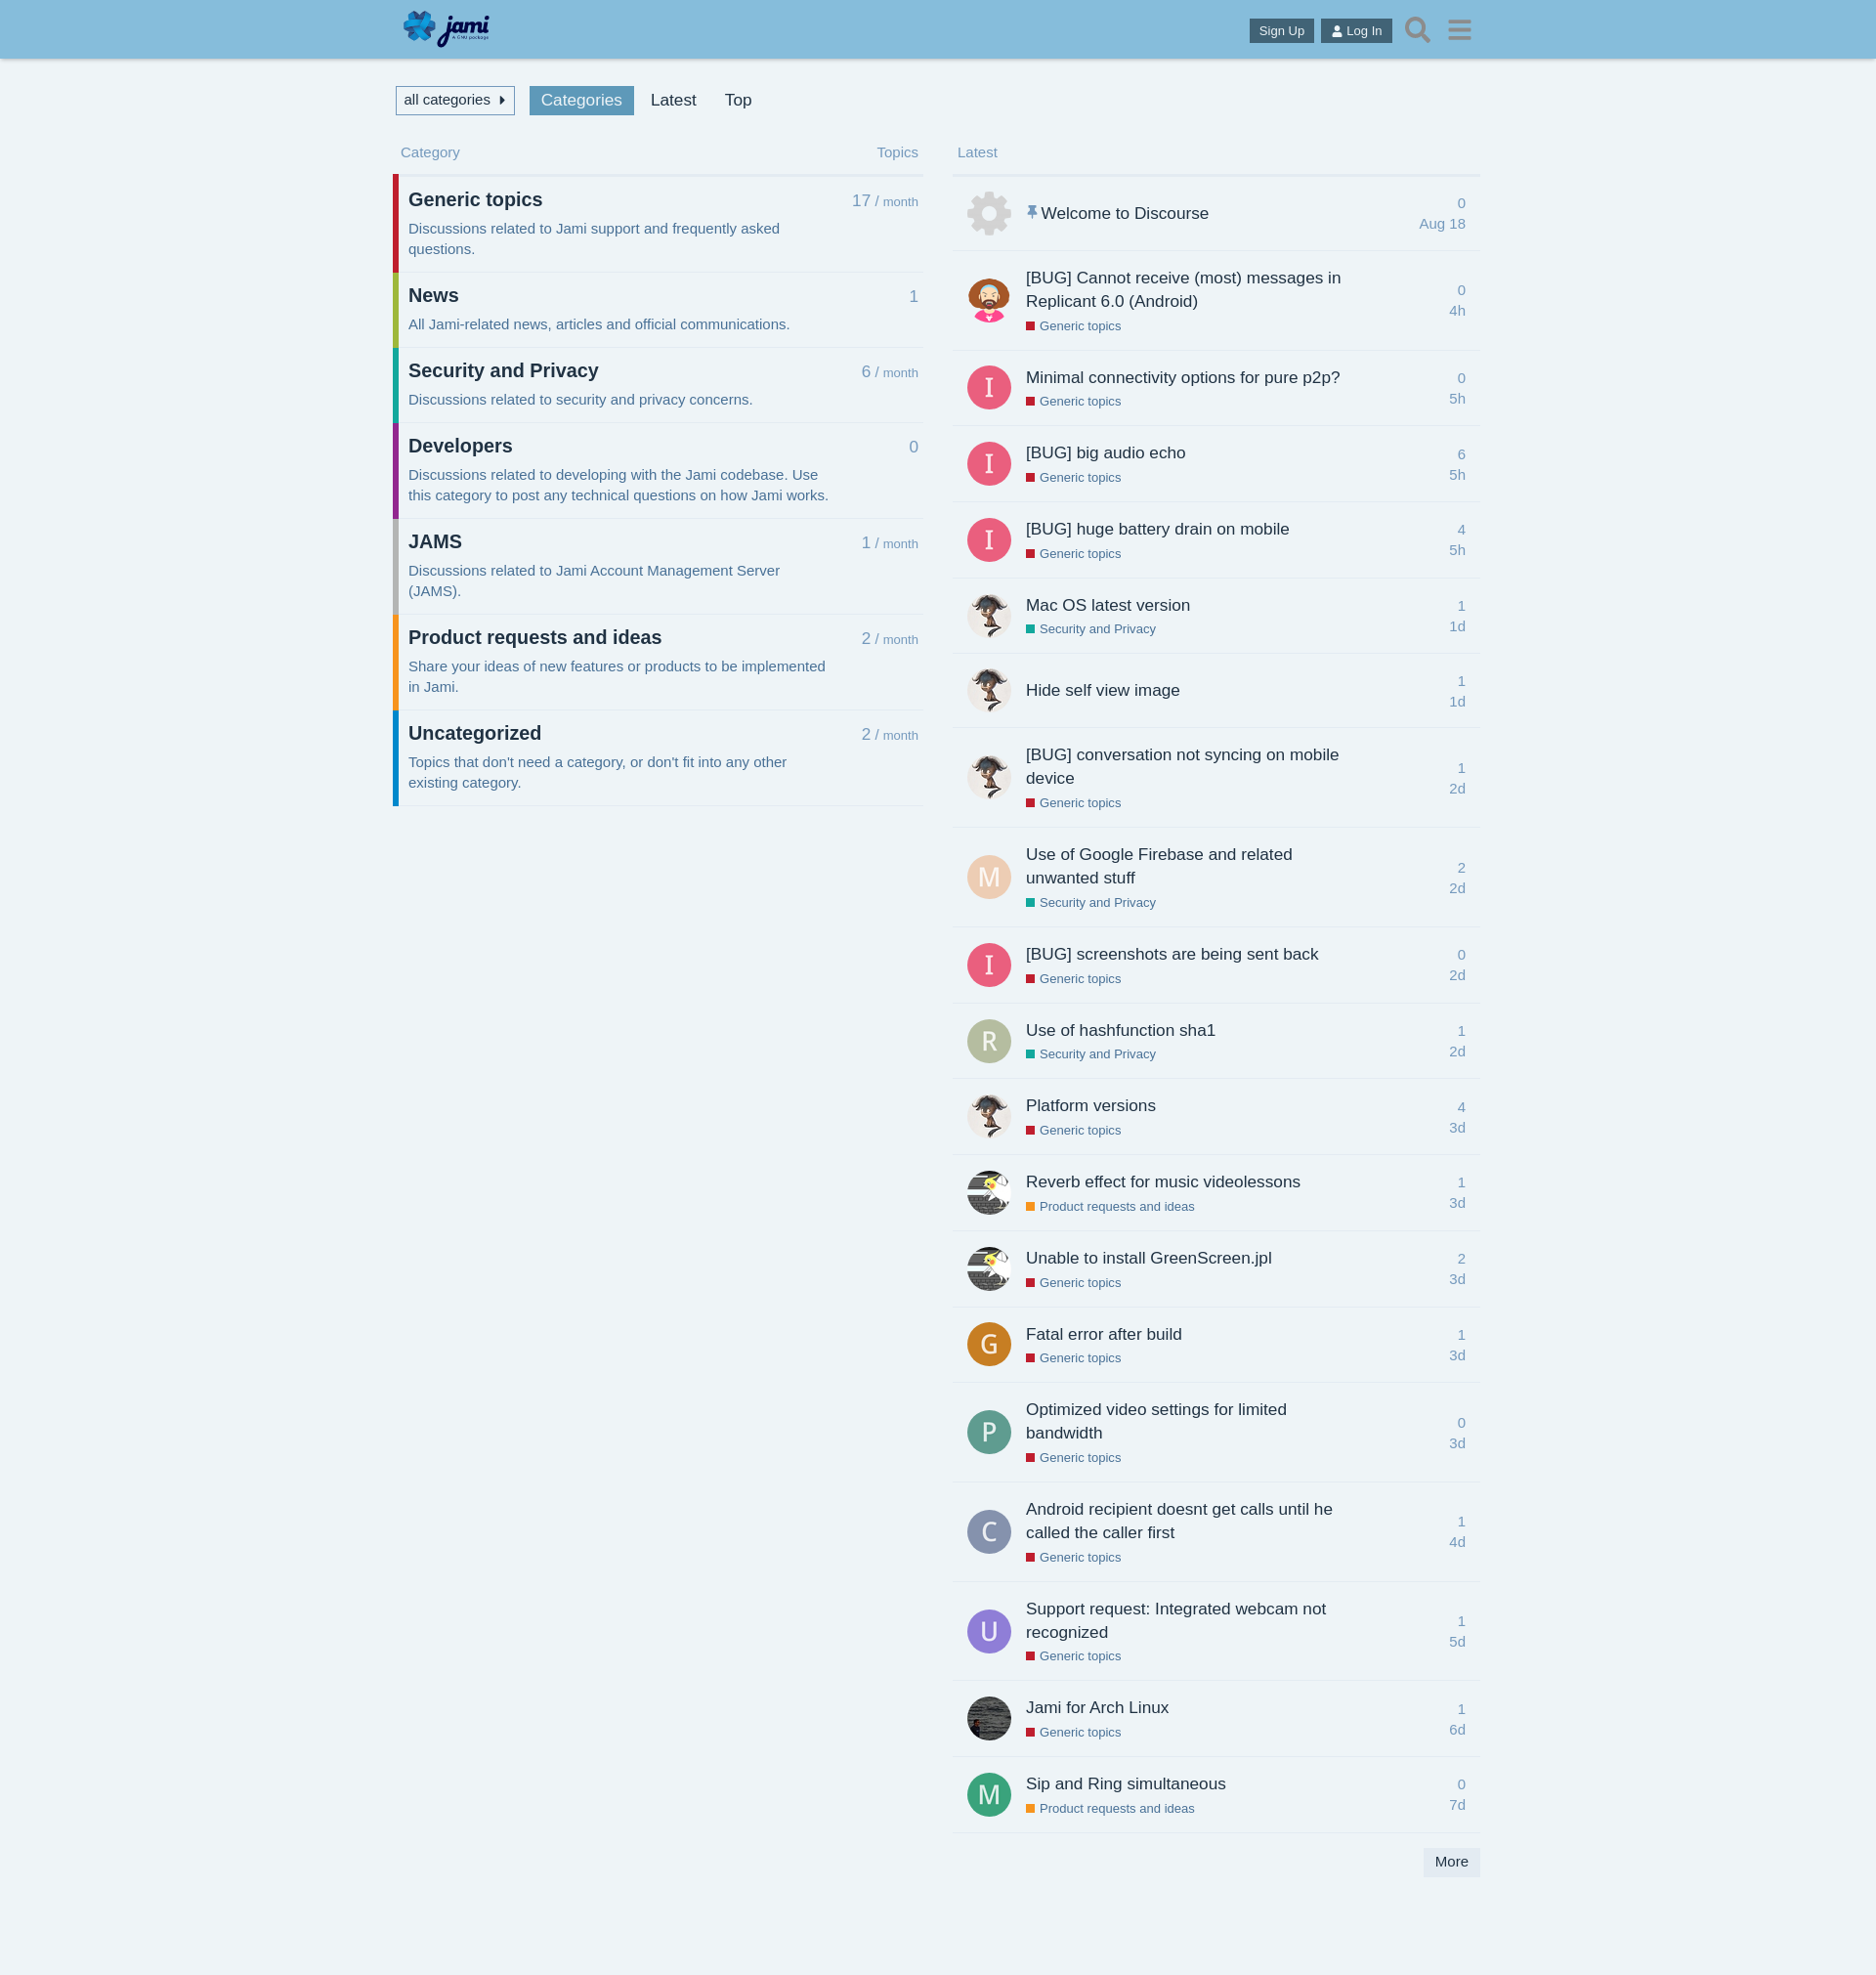 jami
A GNU package
Sign Up
Log In
all categories
Categories
Latest
Top
Category
Topics
Generic topics
17 / month
Discussions related to Jami support and frequently asked
questions.
News
1
All Jami-related news, articles and official communications.
Security and Privacy
6 / month
Discussions related to security and privacy concerns.
Developers
0
Discussions related to developing with the Jami codebase. Use
this category to post any technical questions on how Jami works.
JAMS
1 / month
Discussions related to Jami Account Management Server
(JAMS).
Product requests and ideas
2 / month
Share your ideas of new features or products to be implemented
in Jami.
Uncategorized
2 / month
Topics that don't need a category, or don't fit into any other
existing category.
Latest
Welcome to Discourse
0
Aug 18
[BUG] Cannot receive (most) messages in
Replicant 6.0 (Android)
Generic topics
0
4h
I
Minimal connectivity options for pure p2p?
Generic topics
0
5h
I
[BUG] big audio echo
Generic topics
6
5h
I
[BUG] huge battery drain on mobile
Generic topics
4
5h
Mac OS latest version
Security and Privacy
1
1d
Hide self view image
1
1d
[BUG] conversation not syncing on mobile
device
Generic topics
1
2d
M
Use of Google Firebase and related
unwanted stuff
Security and Privacy
2
2d
I
[BUG] screenshots are being sent back
Generic topics
0
2d
R
Use of hashfunction sha1
Security and Privacy
1
2d
Platform versions
Generic topics
4
3d
Reverb effect for music videolessons
Product requests and ideas
1
3d
Unable to install GreenScreen.jpl
Generic topics
2
3d
G
Fatal error after build
Generic topics
1
3d
P
Optimized video settings for limited
bandwidth
Generic topics
0
3d
C
Android recipient doesnt get calls until he
called the caller first
Generic topics
1
4d
U
Support request: Integrated webcam not
recognized
Generic topics
1
5d
Jami for Arch Linux
Generic topics
1
6d
M
Sip and Ring simultaneous
Product requests and ideas
0
7d
More